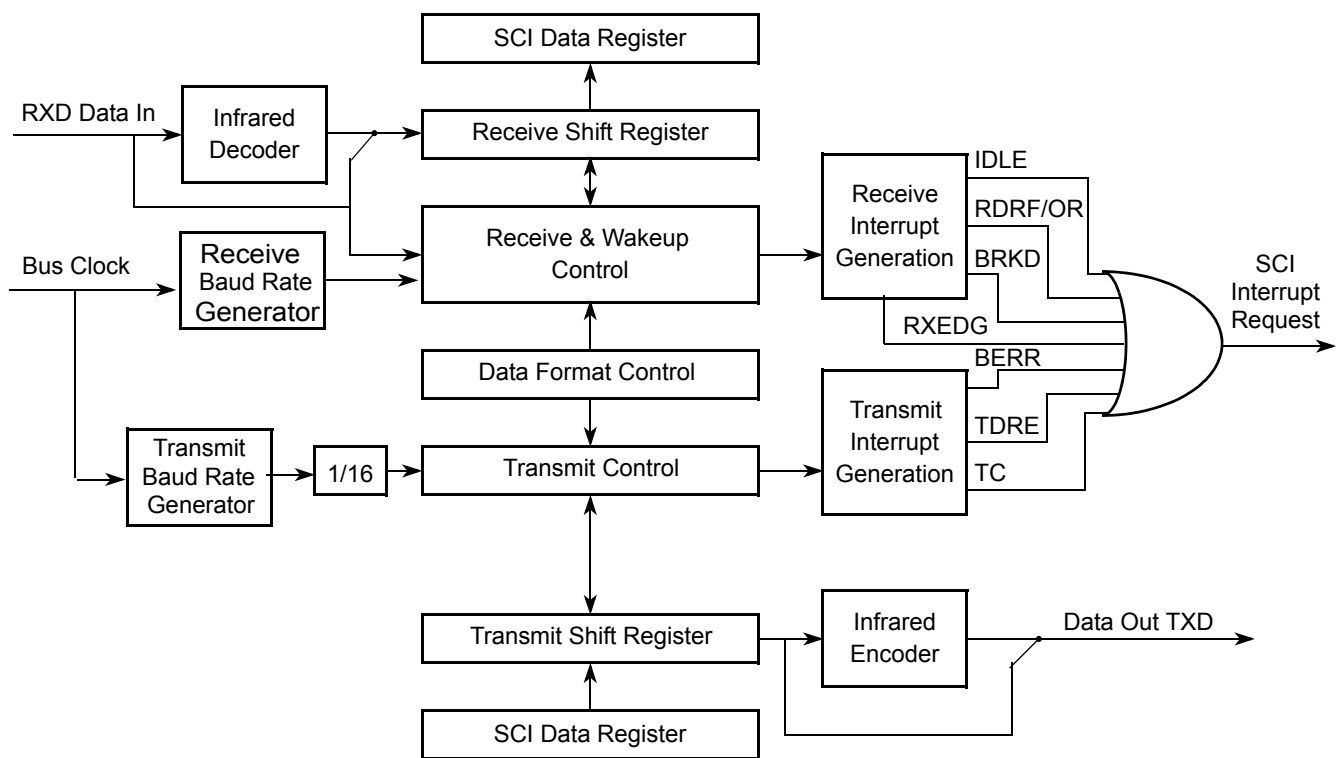 SCI Data Register
RXD Data In
Infrared
Decoder
Receive Shift Register
IDLE
Receive
Interrupt
Generation
RDRF/OR
BRKD
RXEDG
Receive & Wakeup
Control
Bus Clock
Receive
Baud Rate
Generator
SCI
Interrupt
Request
Data Format Control
BERR
Transmit
Interrupt
Generation
TDRE
TC
Transmit
Baud Rate
Generator
1/16
Transmit Control
Transmit Shift Register
Infrared
Encoder
Data Out TXD
SCI Data Register